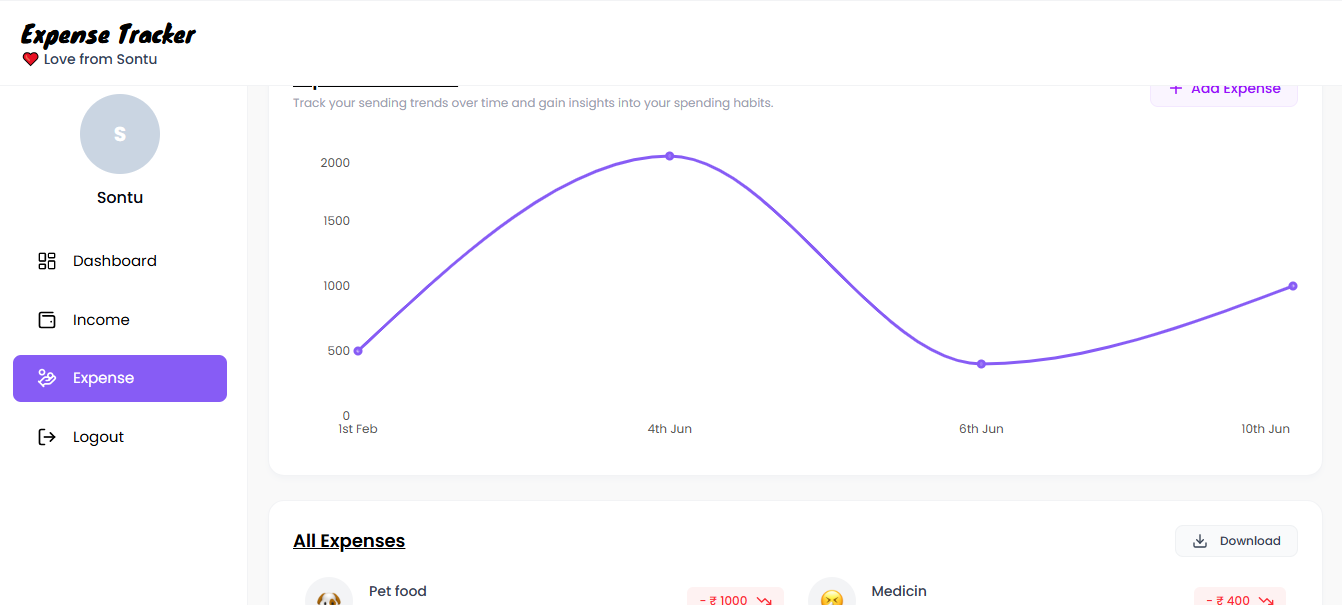 Expense Tracker
❤️ Love from Sontu
S
Sontu
Dashboard
Income
Expense
Logout
Track your sending trends over time and gain insights into your spending habits.
+ Add Expense
2000
1500
1000
500
0
1st Feb
4th Jun
6th Jun
10th Jun
All Expenses
Download
Pet food
- ₹ 1000
Medicin
- ₹ 400